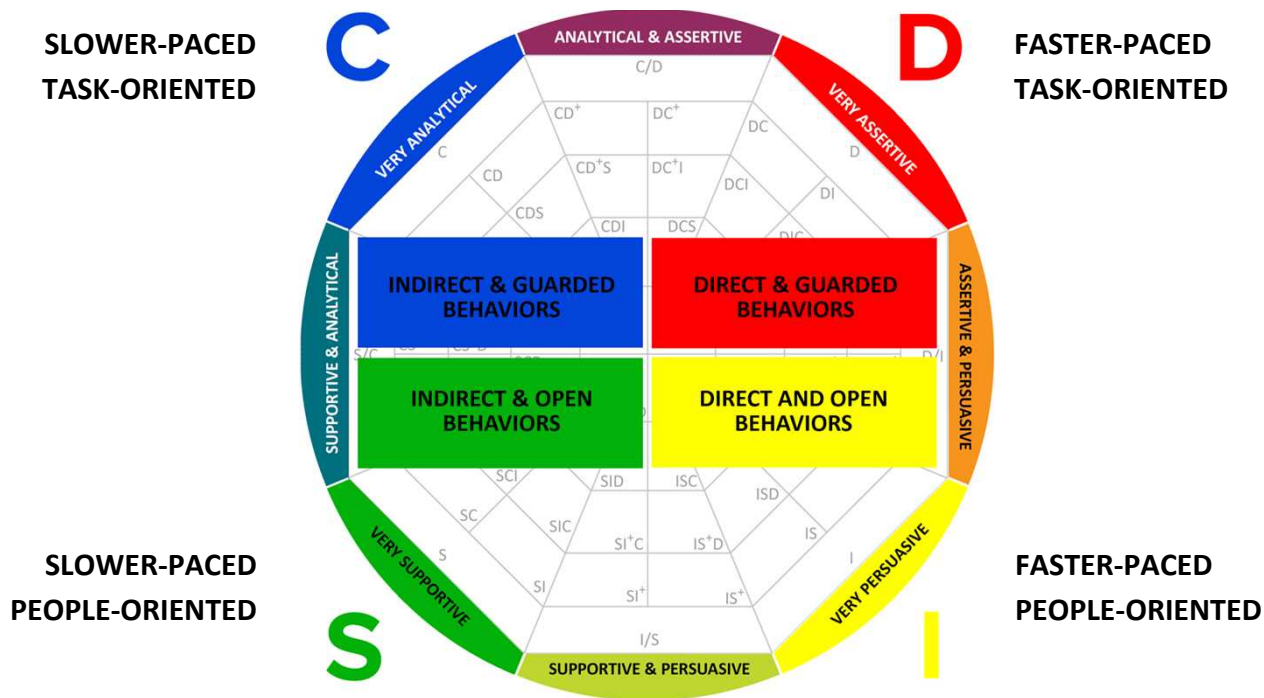 SLOWER-PACED
TASK-ORIENTED
C
ANALYTICAL & ASSERTIVE
D
FASTER-PACED
TASK-ORIENTED
VERY ANALYTICAL
VERY ASSERTIVE
C/D
CD+
DC+
DC
C
D
CD+S
DC+I
CD
DCI
DI
CDS
CDI
DCS
DIC
SUPPORTIVE & ANALYTICAL
ASSERTIVE & PERSUASIVE
INDIRECT & GUARDED
BEHAVIORS
DIRECT & GUARDED
BEHAVIORS
S/C
D/I
INDIRECT & OPEN
BEHAVIORS
DIRECT AND OPEN
BEHAVIORS
SCI
SID
ISC
ISD
SC
SIC
IS
S
SI+C
IS+D
I
SI
SI+
IS+
VERY SUPPORTIVE
VERY PERSUASIVE
I/S
SLOWER-PACED
PEOPLE-ORIENTED
S
SUPPORTIVE & PERSUASIVE
I
FASTER-PACED
PEOPLE-ORIENTED